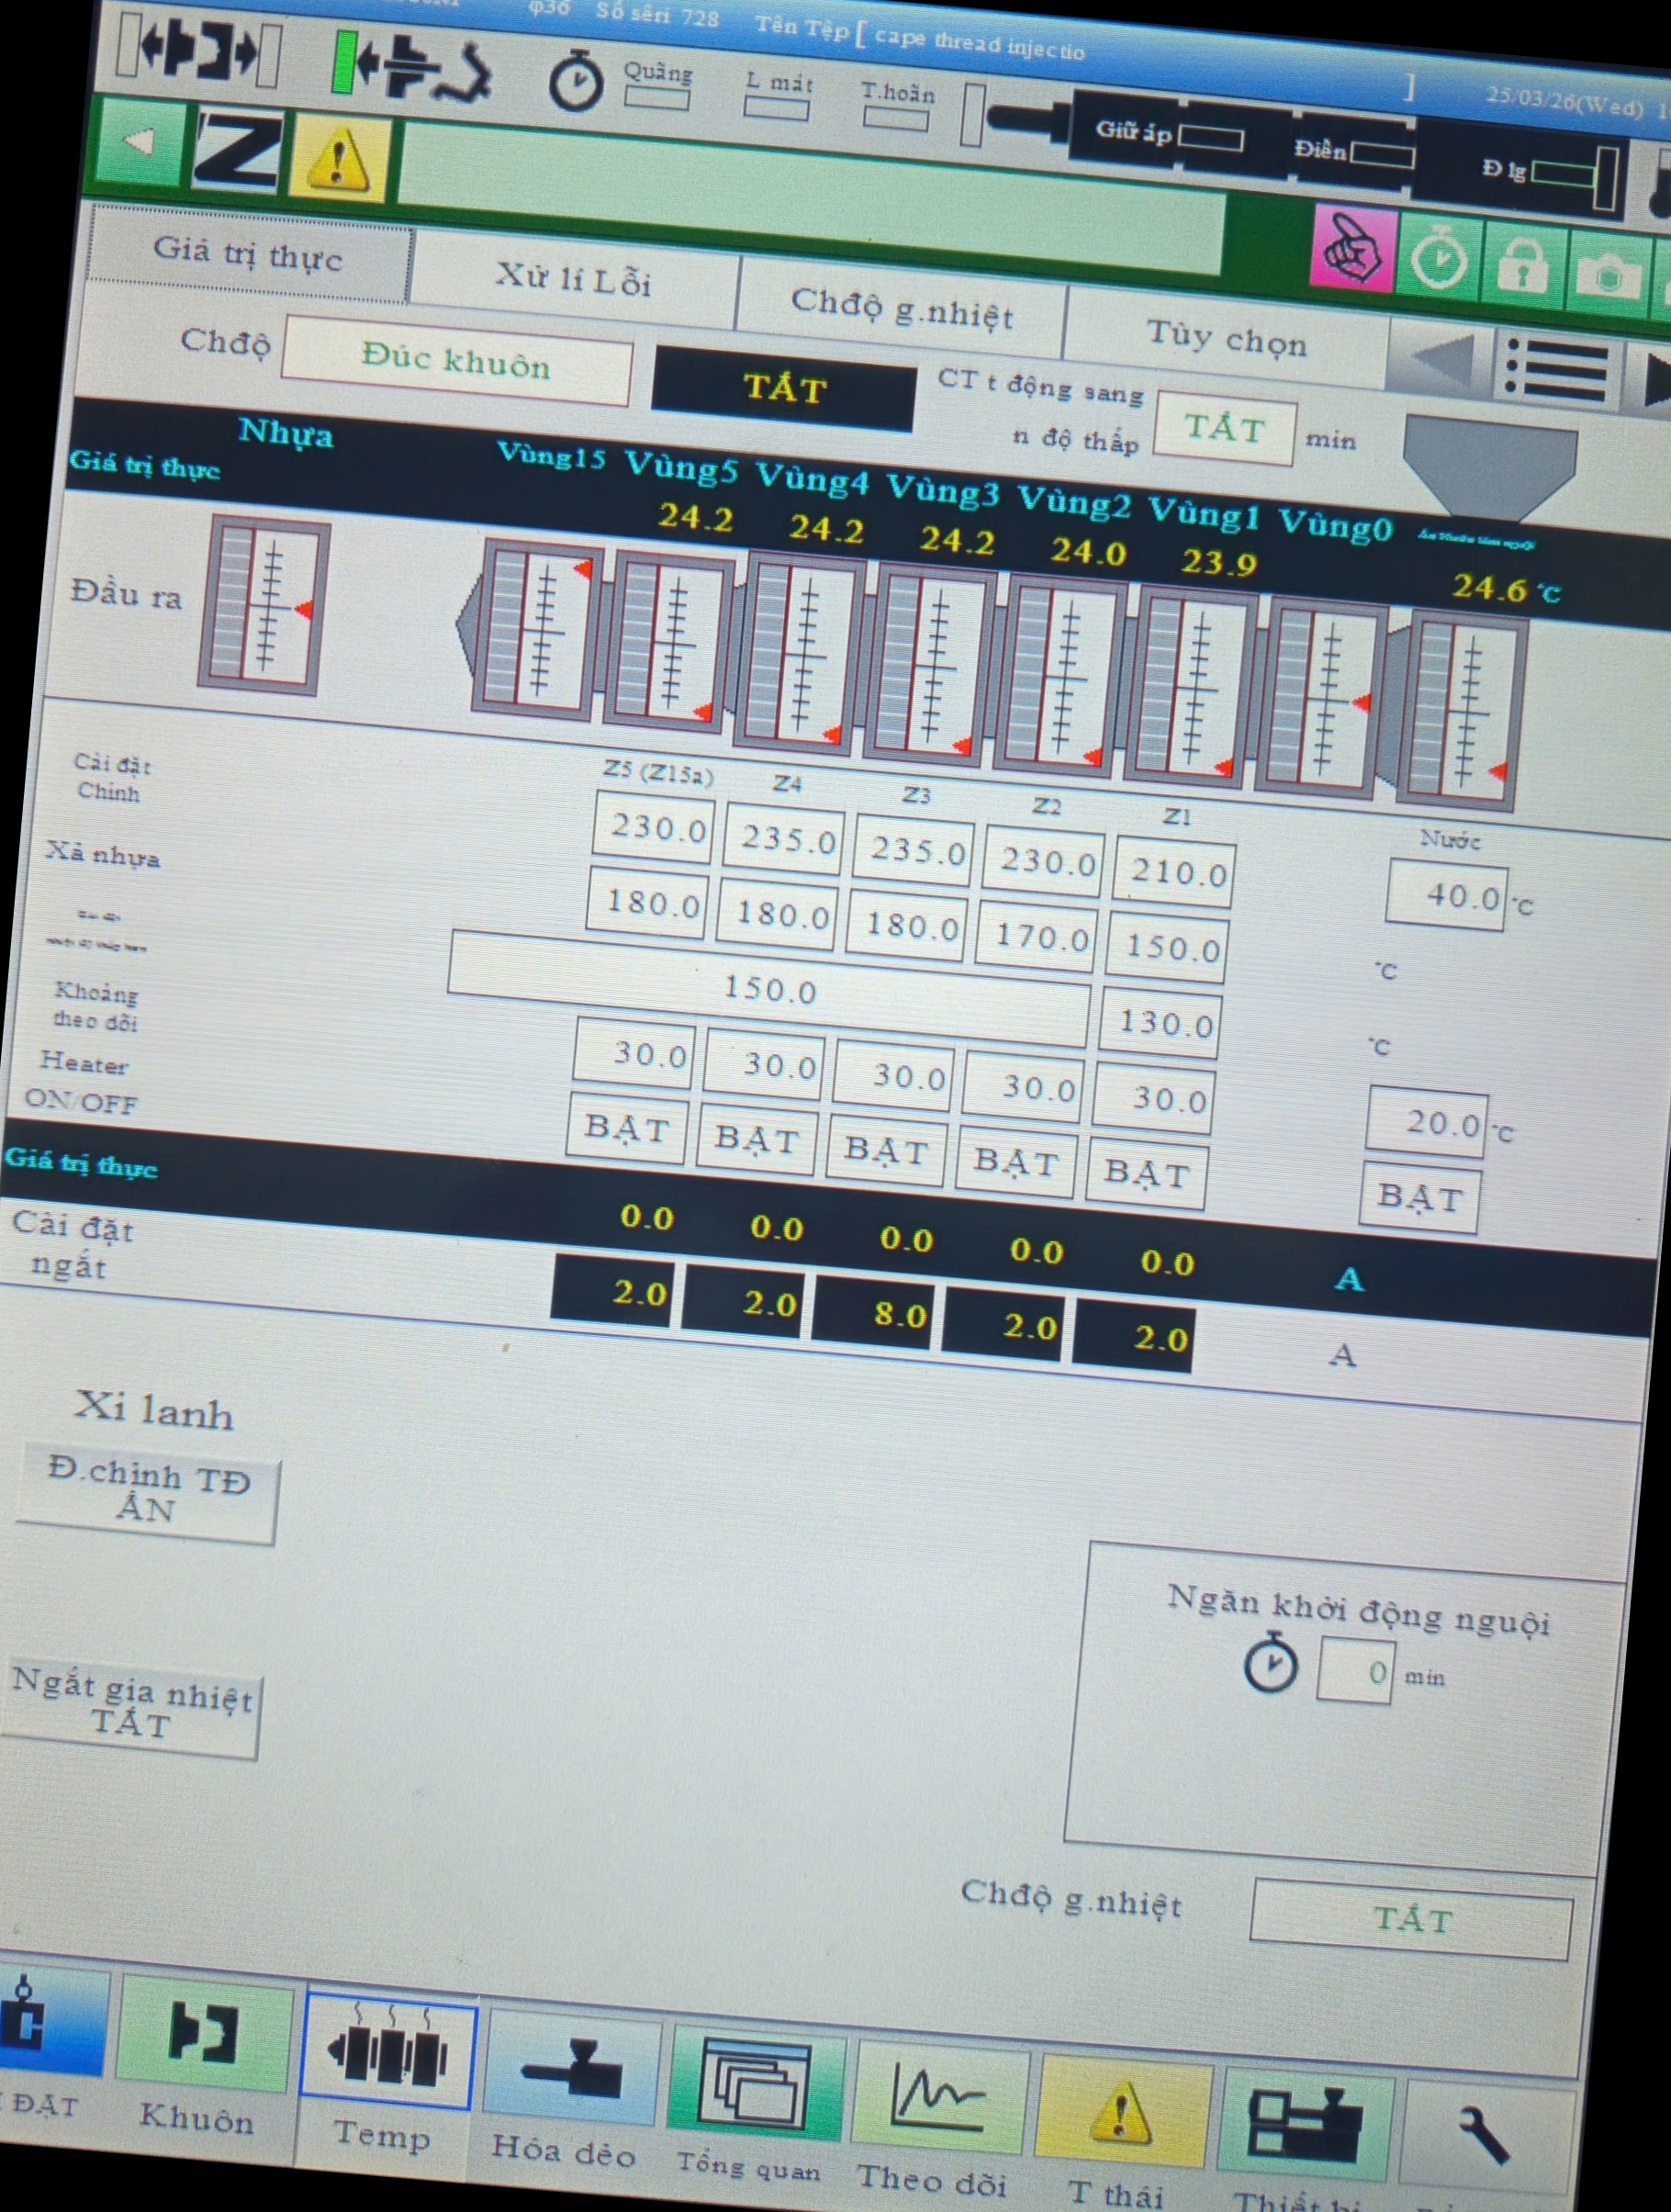 φ36 Số sêri 728 Tên Tệp [ cape thread injectio ] 25/03/26(Wed)
Quãng L mát T.hoãn Giữ áp Điền Đ lg
Giá trị thực Xử lí Lỗi Chđộ g.nhiệt Tùy chọn
Chđộ Đúc khuôn TẮT CT t động sang
n độ thấp TẮT min
Nhựa Vùng15 Vùng5 Vùng4 Vùng3 Vùng2 Vùng1 Vùng0
Giá trị thực 24.2 24.2 24.2 24.0 23.9 24.6 °C
Đầu ra
Z5 (Z15a) Z4 Z3 Z2 Z1 Nước
Cài đặt
Chính 230.0 235.0 235.0 230.0 210.0 40.0 °C
Xả nhựa 180.0 180.0 180.0 170.0 150.0 °C
150.0 130.0 °C
Khoảng
theo dõi 30.0 30.0 30.0 30.0 30.0 20.0 °C
Heater
ON/OFF BẬT BẬT BẬT BẬT BẬT BẬT
Giá trị thực 0.0 0.0 0.0 0.0 0.0 A
Cài đặt
ngắt 2.0 2.0 8.0 2.0 2.0 A
Xi lanh
Đ.chỉnh TĐ
ẤN
Ngăn khởi động nguội
0 min
Ngắt gia nhiệt
TẮT
Chđộ g.nhiệt TẮT
ĐẶT Khuôn Temp Hóa dẻo Tổng quan Theo dõi T thái Thiết bị